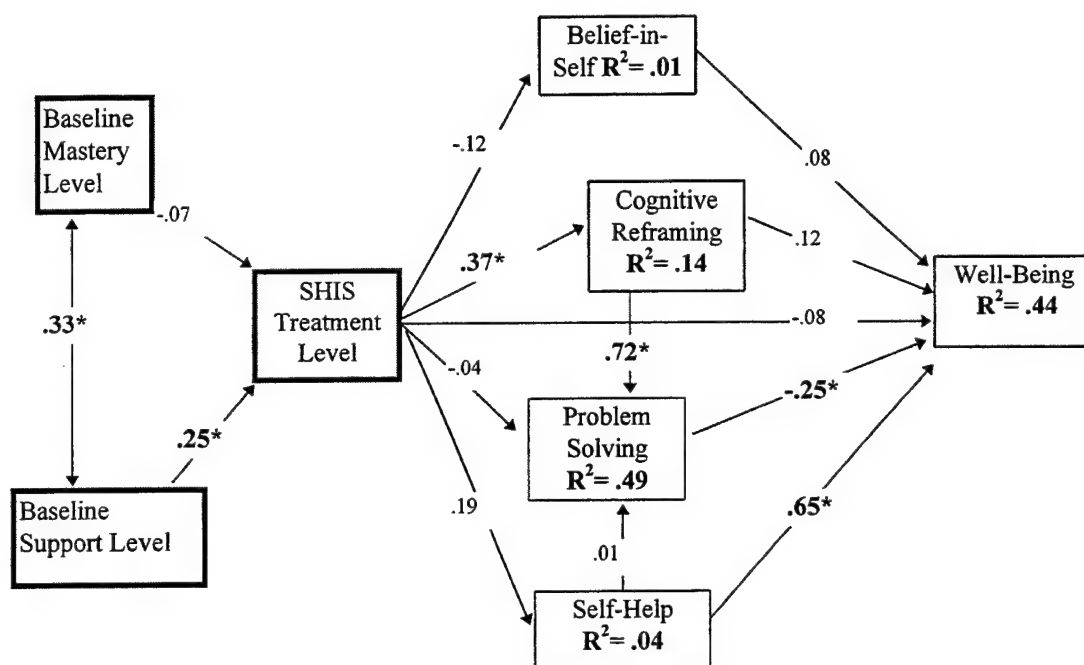 Belief-in-
Self R²= .01
Baseline
Mastery
Level
-.12
.08
-.07
Cognitive
Reframing
R²= .14
.12
.37*
SHIS
Treatment
Level
Well-Being
R²= .44
-.08
.33*
.72*
-.04
-.25*
Problem
Solving
R²= .49
.25*
Baseline
Support Level
.19
.65*
.01
Self-Help
R²= .04